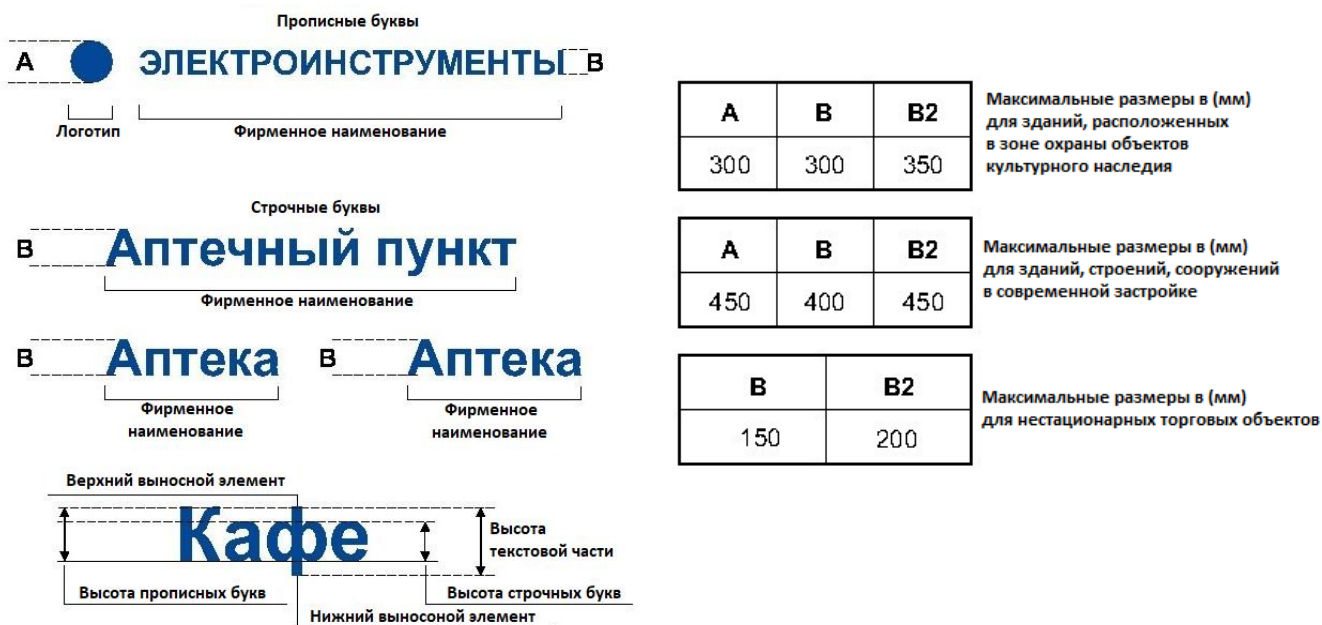 Прописные буквы
A
ЭЛЕКТРОИНСТРУМЕНТЫ
B
Логотип
Фирменное наименование
Строчные буквы
B
Аптечный пункт
Фирменное наименование
B
Аптека
B
Аптека
Фирменное
наименование
Фирменное
наименование
Верхний выносной элемент
Кафе
Высота
текстовой части
Высота прописных букв
Высота строчных букв
Нижний выносоной элемент
A B B2
300 300 350
Максимальные размеры в (мм)
для зданий, расположенных
в зоне охраны объектов
культурного наследия
A B B2
450 400 450
Максимальные размеры в (мм)
для зданий, строений, сооружений
в современной застройке
B B2
150 200
Максимальные размеры в (мм)
для нестационарных торговых объектов